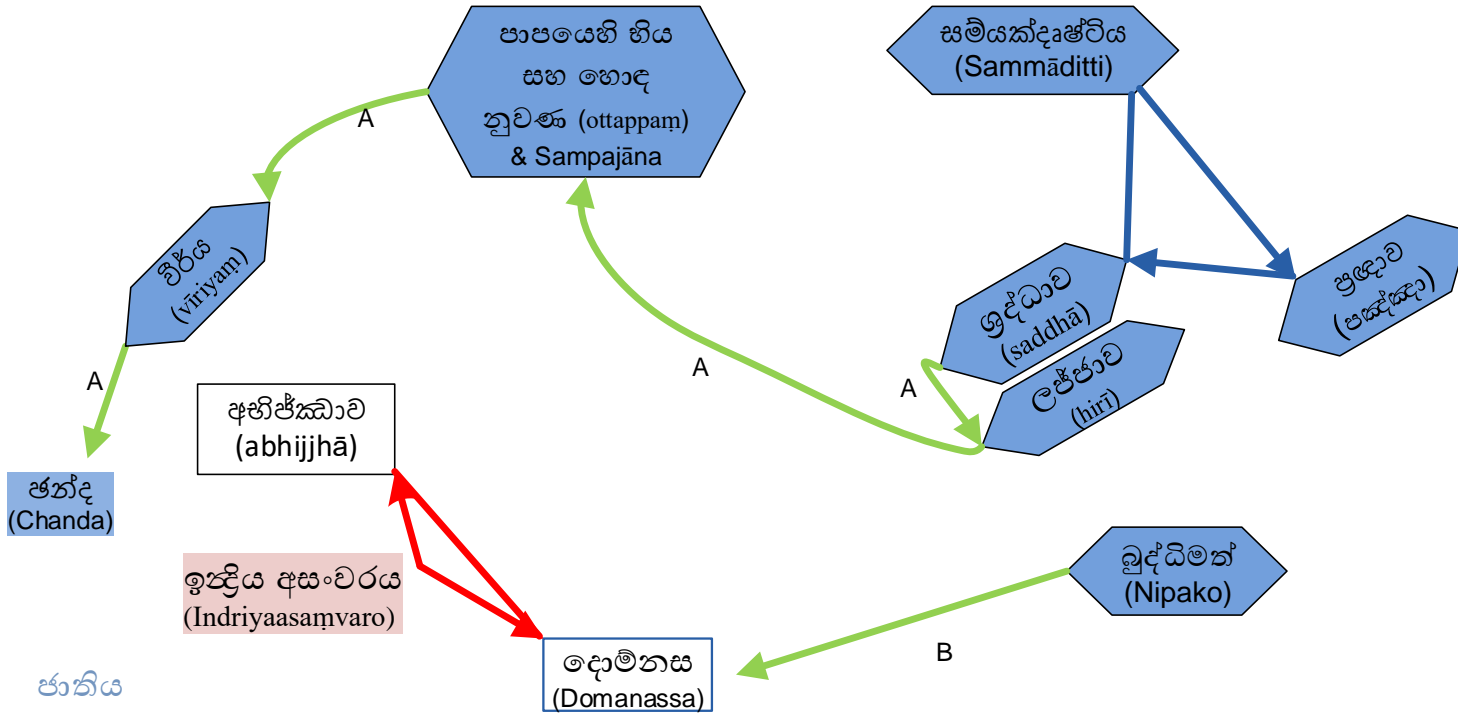 පාපයෙහි භිය
සහ හොඳ
නුවණ (ottappaṃ)
& Sampajāna
සම්යක්දෘෂ්ටිය
(Sammāditti)
A
වීර්ය
(vīriyaṃ)
ශ්‍රද්ධාව
(saddhā)
ප්‍රඥාව
(පඤ්ඤා)
ලජ්ජාව
(hirī)
A
A
A
අභිජ්ඣාව
(abhijjhā)
ඡන්ද
(Chanda)
ඉන්‍ද්‍රිය අසංවරය
(Indriyaasaṃvaro)
බුද්ධිමත්
(Nipako)
B
දොම්නස
(Domanassa)
ජාතිය